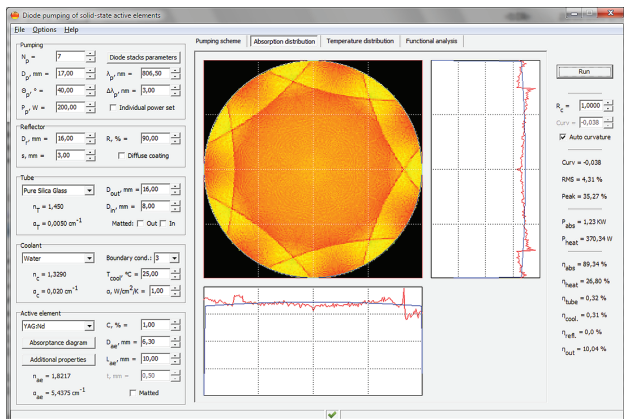 Diode pumping of solid-state active elements
File Options Help
Pumping scheme Absorption distribution Temperature distribution Functional analysis
Pumping
Np = 7 Diode stacks parameters
Dp, mm = 17,00 λp, nm = 806,50
Θp, ° = 40,00 Δλp, nm = 3,00
Pp, W = 200,00 Individual power set
Reflector
Dr, mm = 16,00 R, % = 90,00
s, mm = 3,00 Diffuse coating
Tube
Pure Silica Glass Dout, mm = 16,00
Din, mm = 8,00
nT = 1,450
αT = 0,0050 cm⁻¹ Matted: Out In
Coolant
Water Boundary cond.: 3
nc = 1,3290 Tcool, °C = 25,00
αc = 0,020 cm⁻¹ α, W/cm²/K = 1,00
Active element
YAG:Nd C, % = 1,00
Absorptance diagram Dae, mm = 6,30
Additional properties Lae, mm = 10,00
nae = 1,8217 t, mm = 0,50
αae = 5,4375 cm⁻¹ Matted
Run
Rc = 1,0000
Curv = -0,038
Auto curvature
Curv = -0,038
RMS = 4,31 %
Peak = 35,27 %
Pabs = 1,23 KW
Pheat = 370,34 W
ηabs = 89,34 %
ηheat = 26,80 %
ηtube = 0,32 %
ηcool. = 0,31 %
ηrefl. = 0,0 %
ηout = 10,04 %